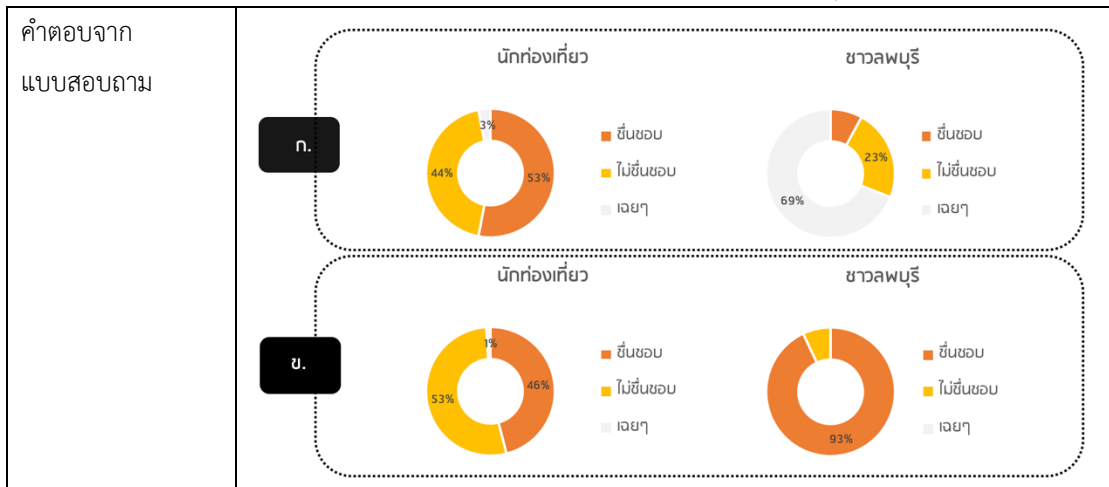 คำตอบจาก
แบบสอบถาม
นักท่องเที่ยว
ชาวลพบุรี
ก.
3%
44%
53%
ชื่นชอบ
ไม่ชื่นชอบ
เฉยๆ
23%
69%
ชื่นชอบ
ไม่ชื่นชอบ
เฉยๆ
นักท่องเที่ยว
ชาวลพบุรี
ข.
1%
46%
53%
ชื่นชอบ
ไม่ชื่นชอบ
เฉยๆ
93%
ชื่นชอบ
ไม่ชื่นชอบ
เฉยๆ